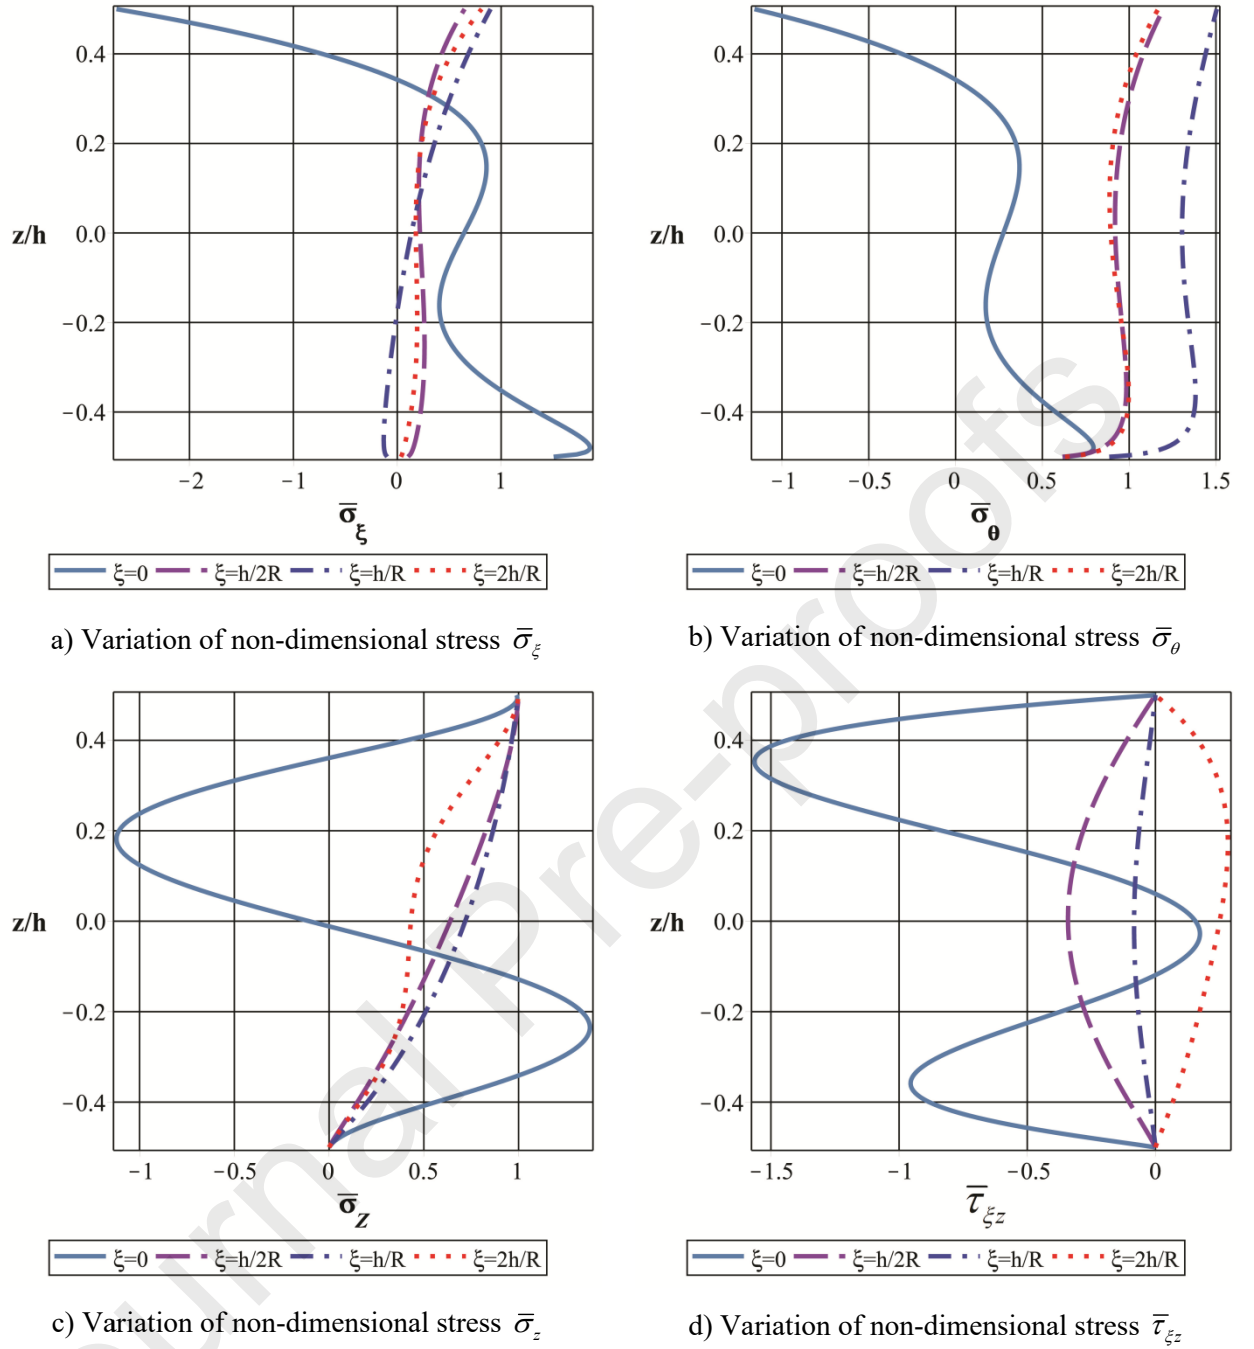 0.4
0.2
z/h
0.0
−0.2
−0.4
−2 −1 0 1
σ̅ξ
ξ=0 ξ=h/2R ξ=h/R ξ=2h/R
a) Variation of non-dimensional stress σ̅ξ
0.4
0.2
z/h
0.0
−0.2
−0.4
−1 −0.5 0 0.5 1 1.5
σ̅θ
ξ=0 ξ=h/2R ξ=h/R ξ=2h/R
b) Variation of non-dimensional stress σ̅θ
0.4
0.2
z/h
0.0
−0.2
−0.4
−1 −0.5 0 0.5 1
σ̅Z
ξ=0 ξ=h/2R ξ=h/R ξ=2h/R
c) Variation of non-dimensional stress σ̅z
0.4
0.2
z/h
0.0
−0.2
−0.4
−1.5 −1 −0.5 0
τ̅ξz
ξ=0 ξ=h/2R ξ=h/R ξ=2h/R
d) Variation of non-dimensional stress τ̅ξz
urnal Pre-proofs